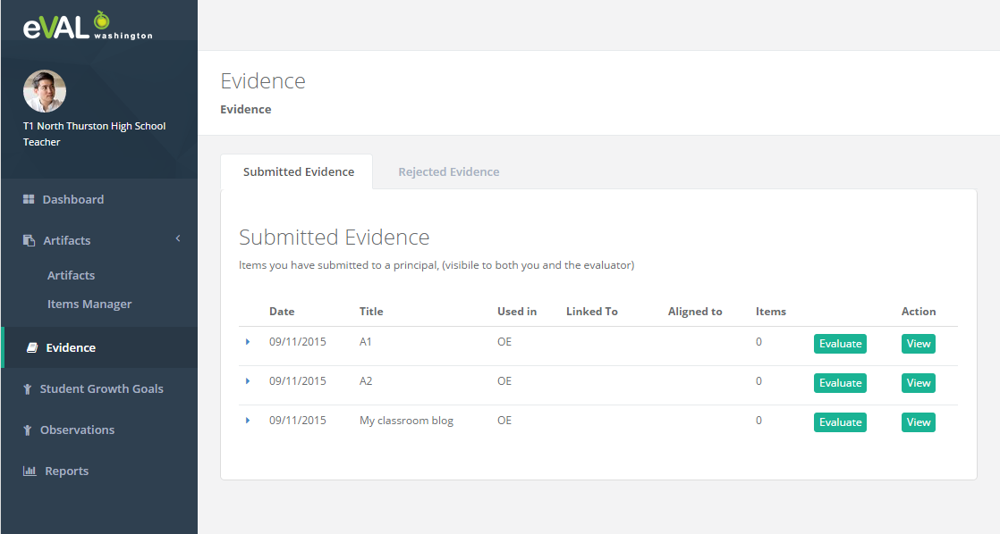 eVAL washington
T1 North Thurston High School
Teacher
Dashboard
Artifacts
Artifacts
Items Manager
Evidence
Student Growth Goals
Observations
Reports
Evidence
Evidence
Submitted Evidence Rejected Evidence
Submitted Evidence
Items you have submitted to a principal, (visibile to both you and the evaluator)
Date Title Used in Linked To Aligned to Items Action
09/11/2015 A1 OE 0 Evaluate View
09/11/2015 A2 OE 0 Evaluate View
09/11/2015 My classroom blog OE 0 Evaluate View